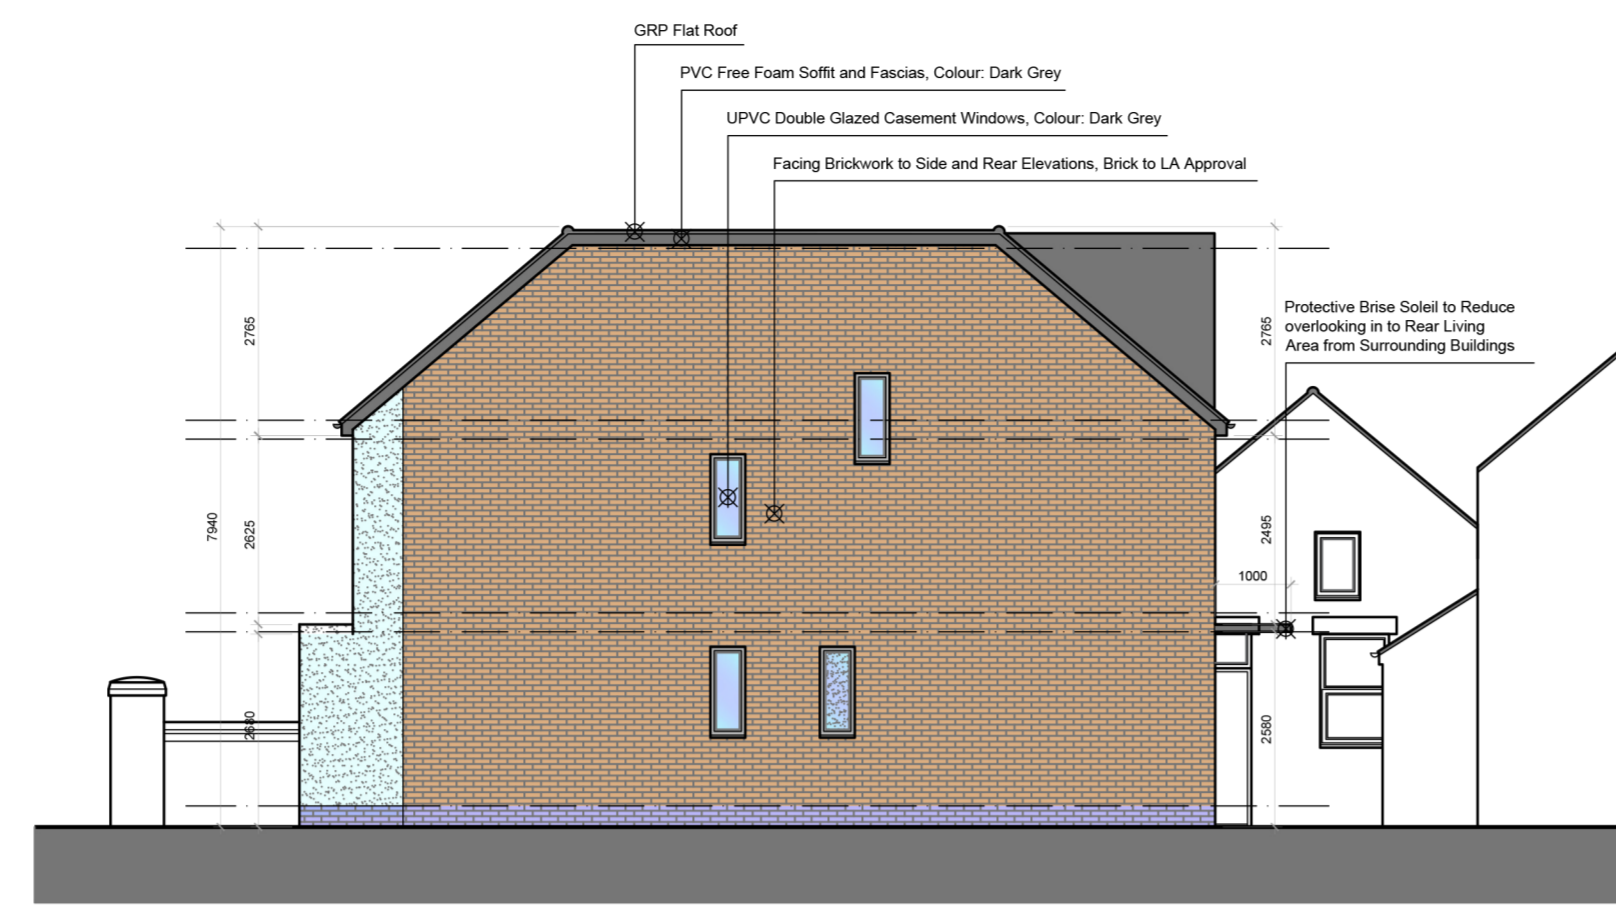 GRP Flat Roof
PVC Free Foam Soffit and Fascias, Colour: Dark Grey
UPVC Double Glazed Casement Windows, Colour: Dark Grey
Facing Brickwork to Side and Rear Elevations, Brick to LA Approval
Protective Brise Soleil to Reduce
overlooking in to Rear Living
Area from Surrounding Buildings
2765
2765
7940
2625
2495
1000
2680
2580